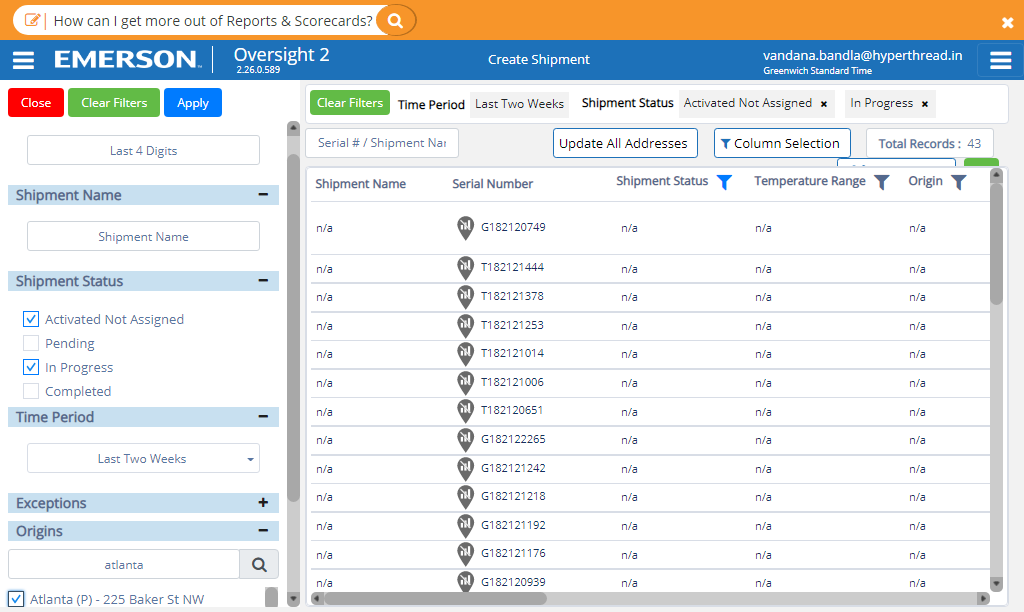 How can I get more out of Reports & Scorecards?
EMERSON
Oversight 2
2.26.0.589
Create Shipment
vandana.bandla@hyperthread.in
Greenwich Standard Time
Close
Clear Filters
Apply
Last 4 Digits
Shipment Name
Shipment Name
Shipment Status
Activated Not Assigned
Pending
In Progress
Completed
Time Period
Last Two Weeks
Exceptions
Origins
atlanta
Atlanta (P) - 225 Baker St NW
Clear Filters Time Period Last Two Weeks Shipment Status Activated Not Assigned × In Progress ×
Serial # / Shipment Nar Update All Addresses Column Selection Total Records : 43
Shipment Name Serial Number Shipment Status Temperature Range Origin
n/a G182120749 n/a n/a n/a
n/a T182121444 n/a n/a n/a
n/a T182121378 n/a n/a n/a
n/a T182121253 n/a n/a n/a
n/a T182121014 n/a n/a n/a
n/a T182121006 n/a n/a n/a
n/a T182120651 n/a n/a n/a
n/a G182122265 n/a n/a n/a
n/a G182121242 n/a n/a n/a
n/a G182121218 n/a n/a n/a
n/a G182121192 n/a n/a n/a
n/a G182121176 n/a n/a n/a
n/a G182120939 n/a n/a n/a